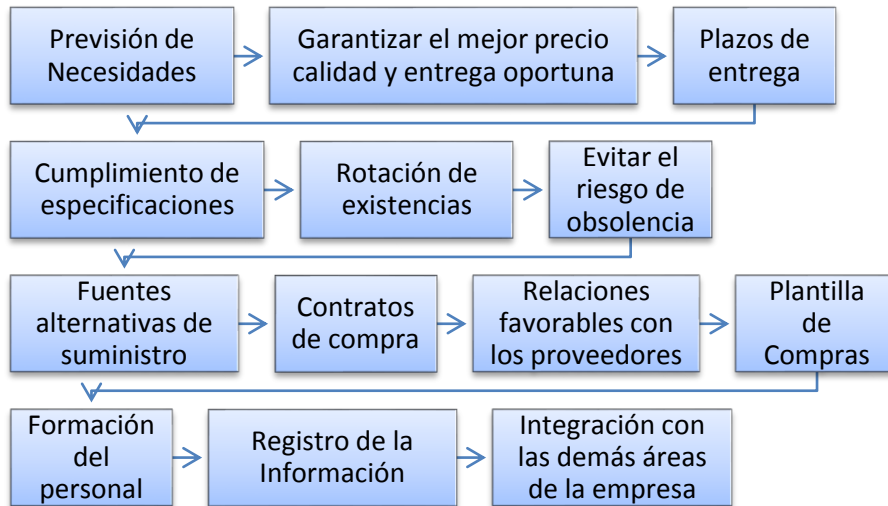 Previsión de
Necesidades
Garantizar el mejor precio
calidad y entrega oportuna
Plazos de
entrega
Cumplimiento de
especificaciones
Rotación de
existencias
Evitar el
riesgo de
obsolencia
Fuentes
alternativas de
suministro
Contratos
de compra
Relaciones
favorables con
los proveedores
Plantilla
de
Compras
Formación
del
personal
Registro de la
Información
Integración con
las demás áreas
de la empresa